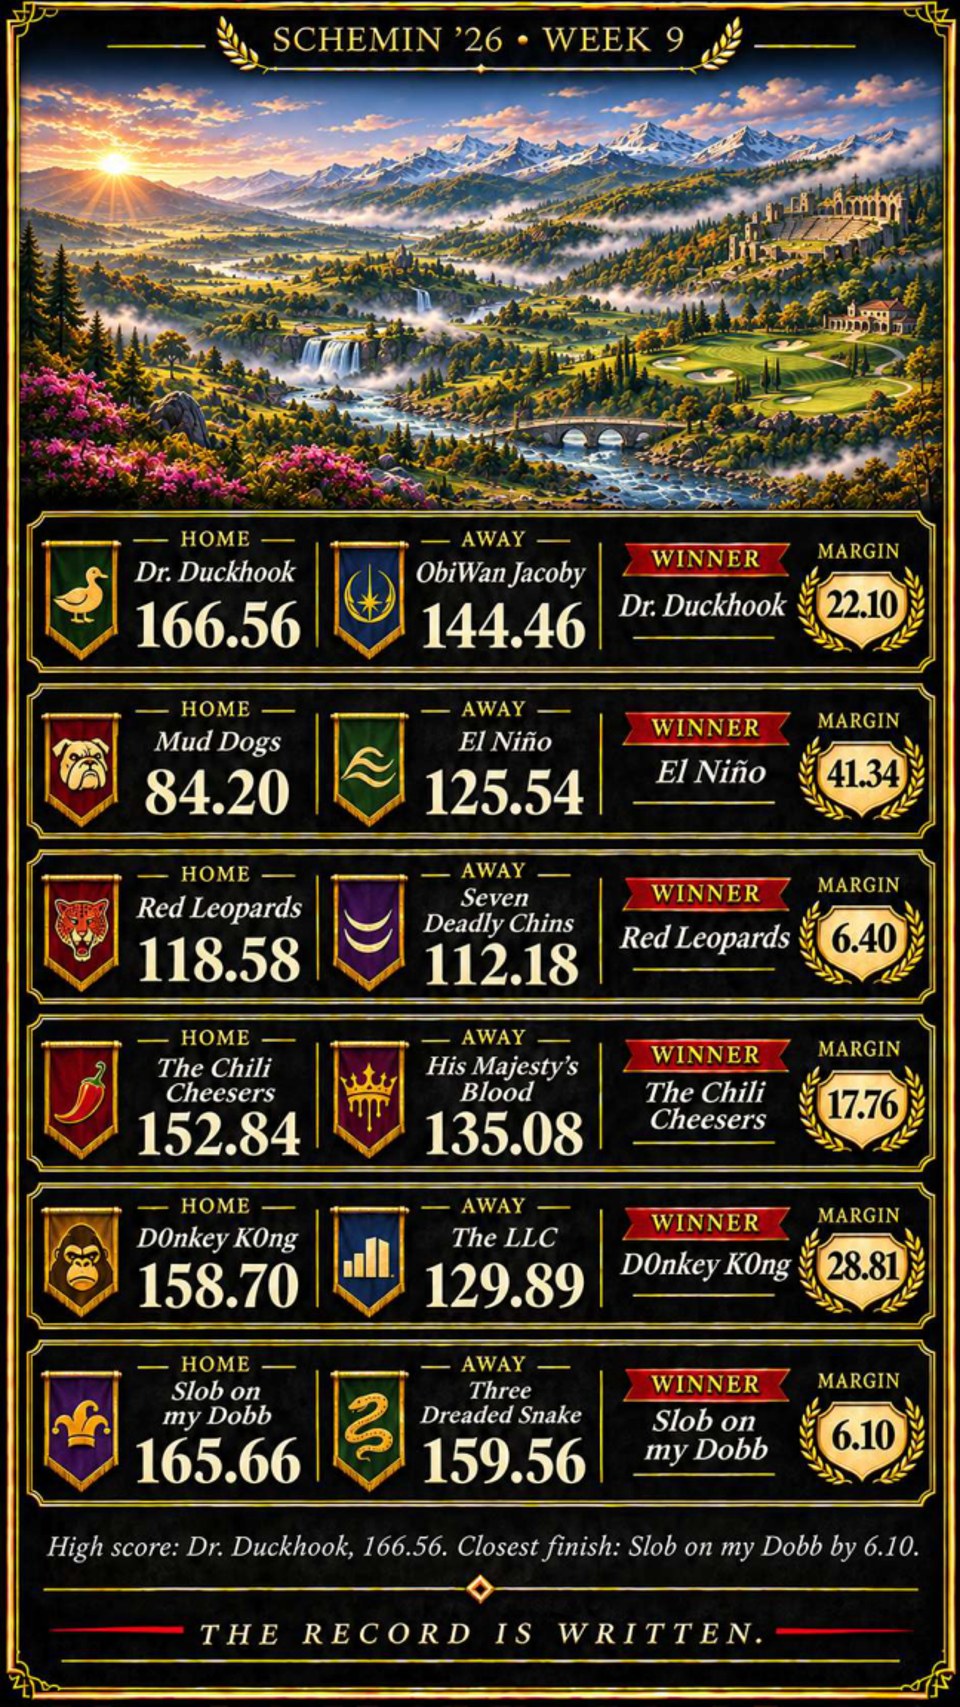 SCHEMIN ’26 • WEEK 9
HOME
Dr. Duckhook
166.56
AWAY
ObiWan Jacoby
144.46
WINNER
Dr. Duckhook
MARGIN
22.10
HOME
Mud Dogs
84.20
AWAY
El Niño
125.54
WINNER
El Niño
MARGIN
41.34
HOME
Red Leopards
118.58
AWAY
Seven
Deadly Chins
112.18
WINNER
Red Leopards
MARGIN
6.40
HOME
The Chili
Cheesers
152.84
AWAY
His Majesty’s
Blood
135.08
WINNER
The Chili
Cheesers
MARGIN
17.76
HOME
D0nkey K0ng
158.70
AWAY
The LLC
129.89
WINNER
D0nkey K0ng
MARGIN
28.81
HOME
Slob on
my Dobb
165.66
AWAY
Three
Dreaded Snake
159.56
WINNER
Slob on
my Dobb
MARGIN
6.10
High score: Dr. Duckhook, 166.56. Closest finish: Slob on my Dobb by 6.10.
THE RECORD IS WRITTEN.